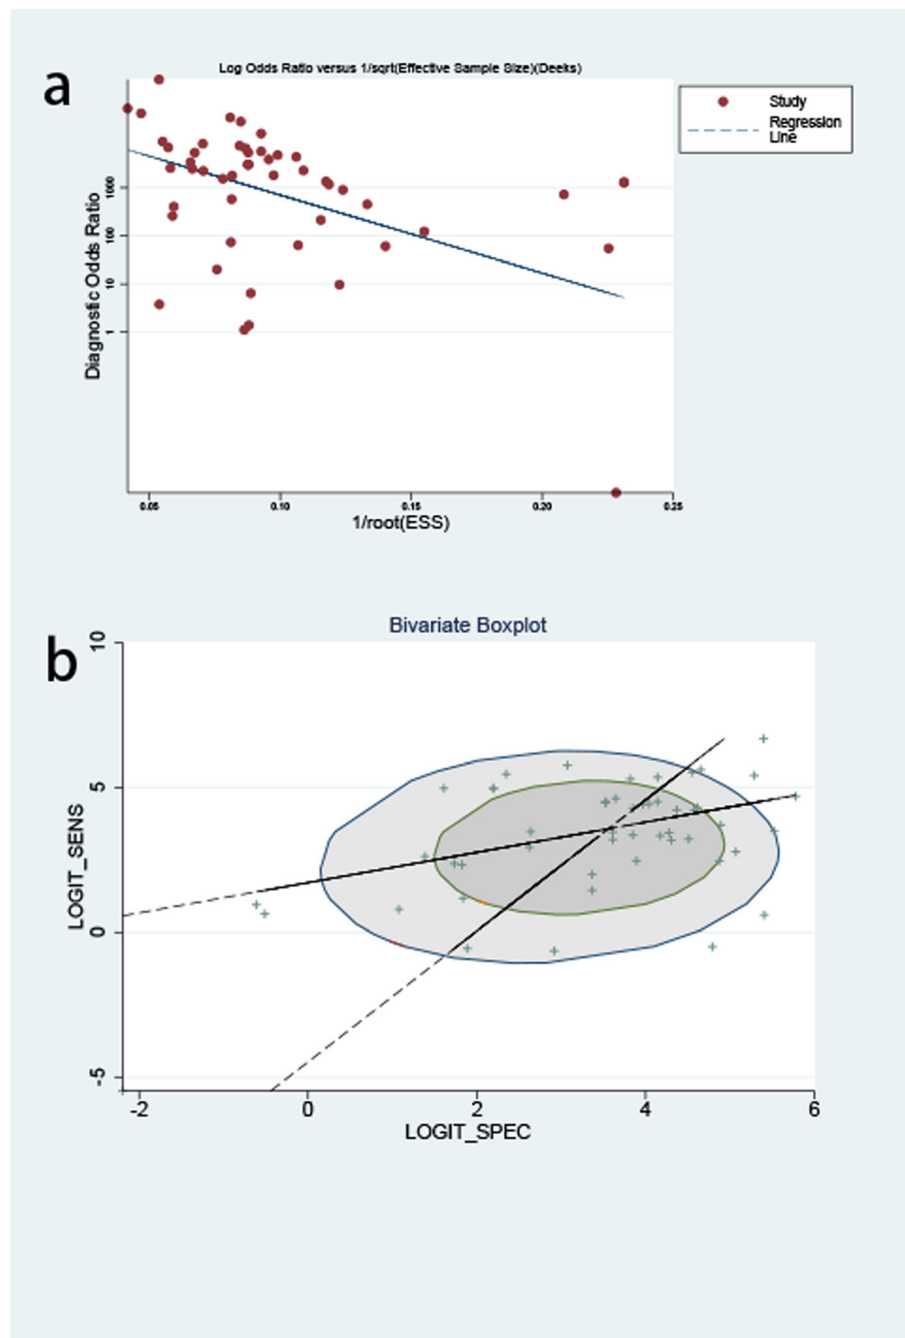 a
Log Odds Ratio versus 1/sqrt(Effective Sample Size)(Deeks)
Study
Regression
Line
Diagnostic Odds Ratio
1000
100
10
1
0.05
0.10
0.15
0.20
0.25
1/root(ESS)
b
Bivariate Boxplot
LOGIT_SENS
10
5
0
-5
-2
0
2
4
6
LOGIT_SPEC